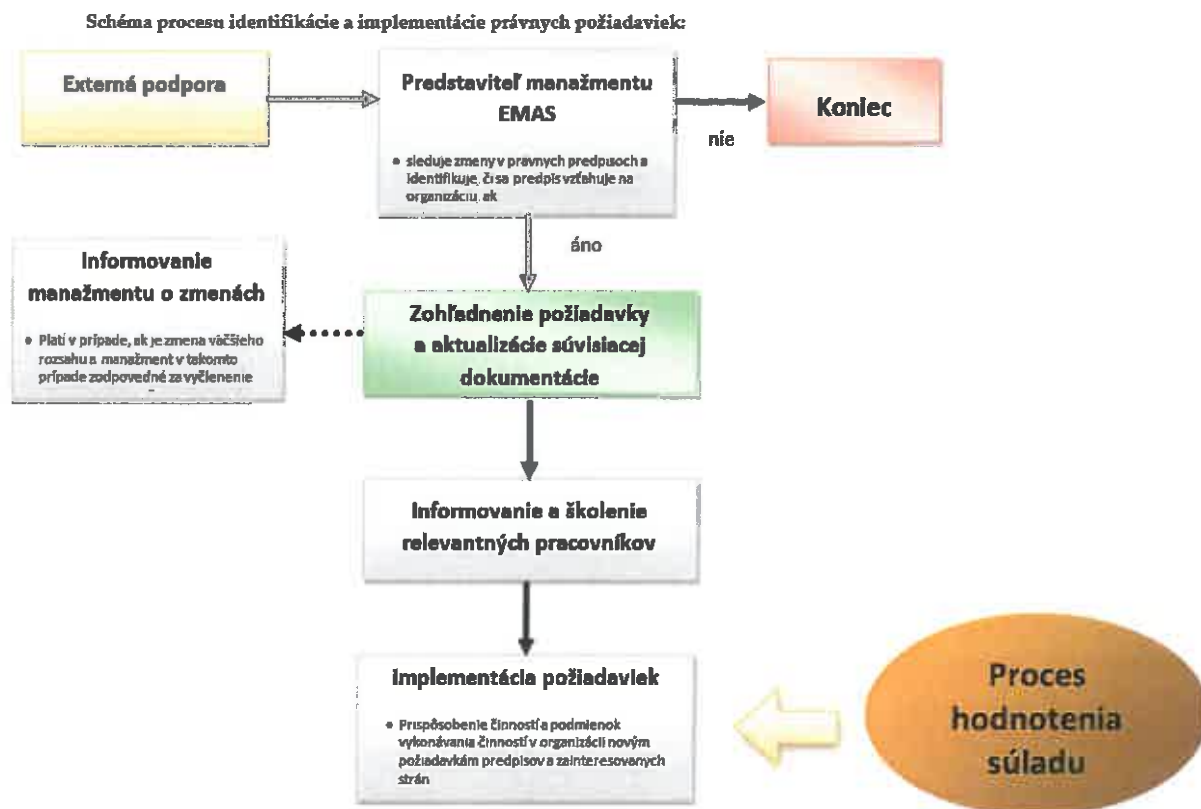 Schéma procesu identifikácie a implementácie právnych požiadaviek:
Externá podpora
Predstaviteľ manažmentu
EMAS
• sleduje zmeny v právnych predpisoch a
identifikuje, či sa predpis vzťahuje na
organizáciu, ak
nie
Koniec
áno
Informovanie
manažmentu o zmenách
• Platí v prípade, ak je zmena väčšieho
rozsahu a manažment v takomto
prípade zodpovedné za vyčlenenie
Zohľadnenie požiadavky
a aktualizácie súvisiacej
dokumentácie
Informovanie a školenie
relevantných pracovníkov
Implementácia požiadaviek
• Prispôsobenie činností a podmienok
vykonávania činností v organizácii novým
požiadavkám predpisov a zainteresovaných
strán
Proces
hodnotenia
súladu